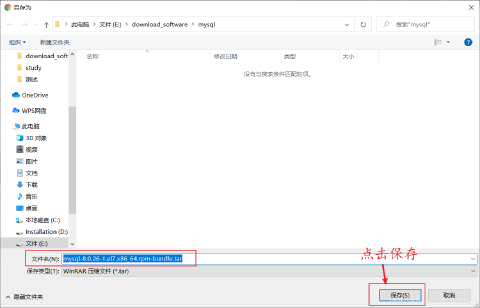 另存为
此电脑 › 文件 (E:) › download_software › mysql
搜索"mysql"
组织
新建文件夹
名称
修改日期
类型
大小
download_soft
study
测试
没有与搜索条件匹配的项。
OneDrive
WPS网盘
此电脑
3D 对象
视频
图片
文档
下载
音乐
桌面
本地磁盘 (C:)
Installation (D:)
文件 (E:)
文件名(N):
mysql-8.0.26-1.el7.x86_64.rpm-bundle.tar
保存类型(T):
WinRAR 压缩文件 (*.tar)
点击保存
隐藏文件夹
保存(S)
取消